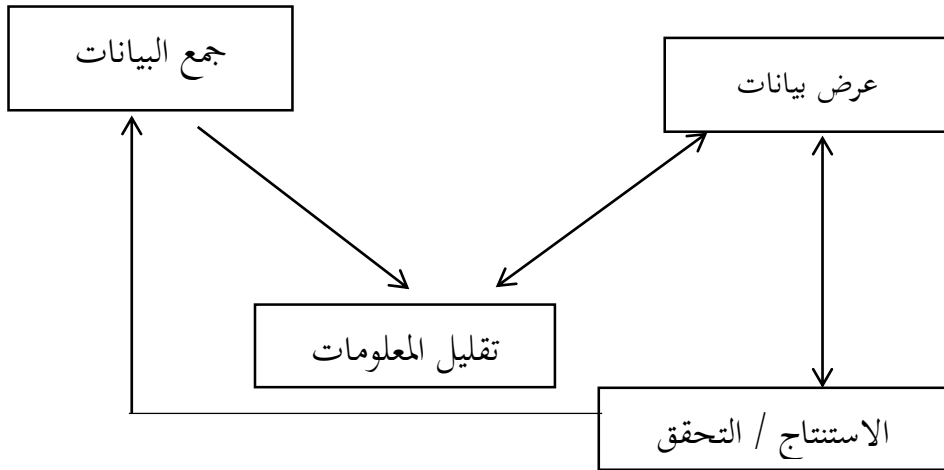 جمع البيانات
عرض بيانات
تقليل المعلومات
الاستنتاج / التحقق